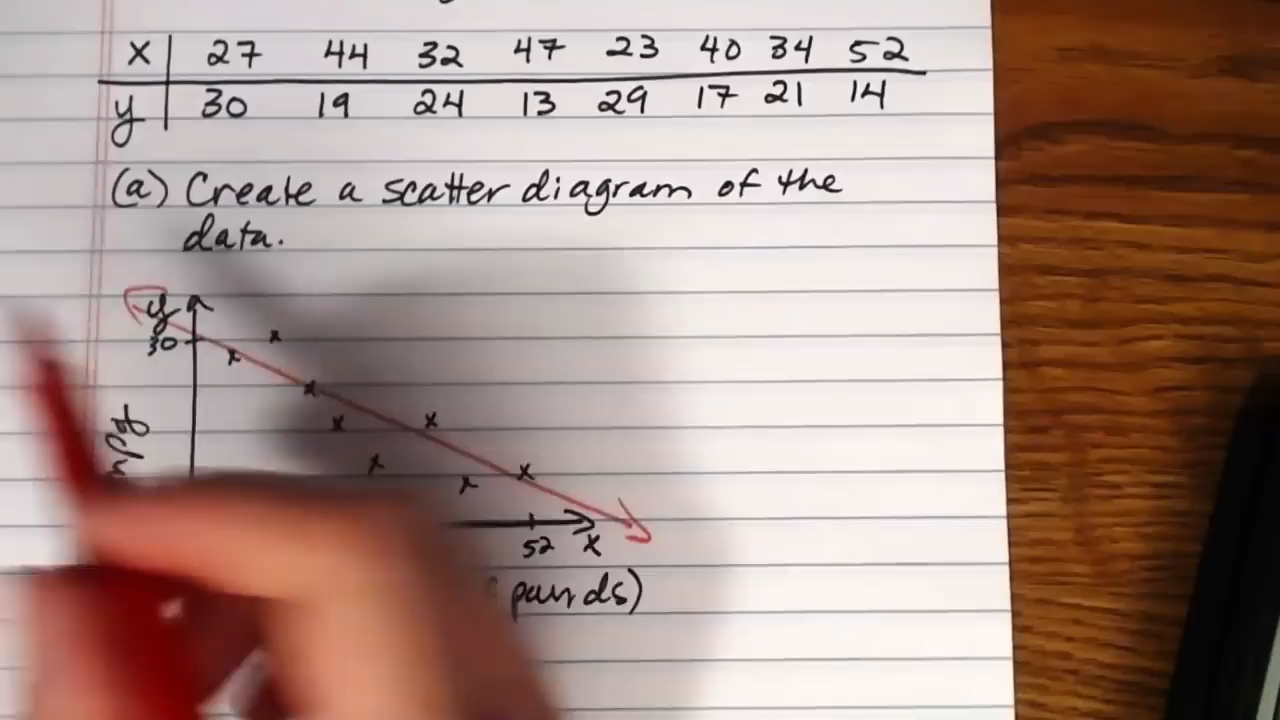 x 27 44 32 47 23 40 34 52
y 30 19 24 13 29 17 21 14
(a) Create a scatter diagram of the
data.
y
30
mpg
52 x
pounds)